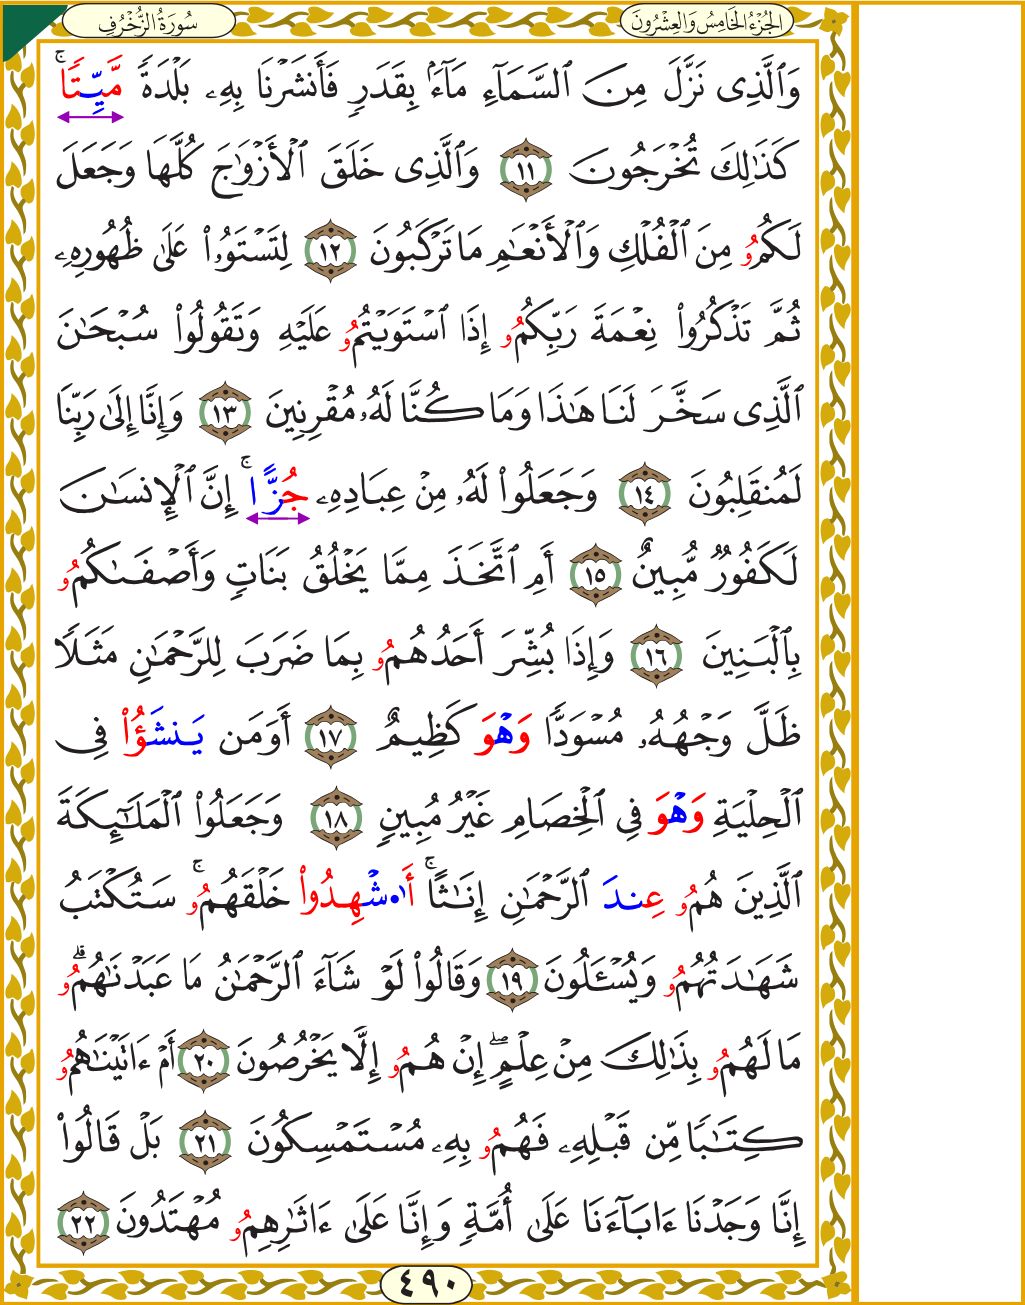 الجُزْءُ الخَامِسُ وَالعِشْرُونَ
سُورَةُ الزُّخْرُفِ
وَٱلَّذِى نَزَّلَ مِنَ ٱلسَّمَآءِ مَآءَۢ بِقَدَرٍ فَأَنشَرْنَا بِهِۦ بَلْدَةً مَّيِّتًاۚ
كَذَٰلِكَ تُخْرَجُونَ ١١ وَٱلَّذِى خَلَقَ ٱلْأَزْوَٰجَ كُلَّهَا وَجَعَلَ
لَكُمُو مِنَ ٱلْفُلْكِ وَٱلْأَنْعَٰمِ مَا تَرْكَبُونَ ١٢ لِتَسْتَوُۥا۟ عَلَىٰ ظُهُورِهِۦ
ثُمَّ تَذْكُرُوا۟ نِعْمَةَ رَبِّكُمُو إِذَا ٱسْتَوَيْتُمُو عَلَيْهِ وَتَقُولُوا۟ سُبْحَٰنَ
ٱلَّذِى سَخَّرَ لَنَا هَٰذَا وَمَا كُنَّا لَهُۥ مُقْرِنِينَ ١٣ وَإِنَّا إِلَىٰ رَبِّنَا
لَمُنقَلِبُونَ ١٤ وَجَعَلُوا۟ لَهُۥ مِنْ عِبَادِهِۦ جُزًّاۚ إِنَّ ٱلْإِنسَٰنَ
لَكَفُورٌ مُّبِينٌ ١٥ أَمِ ٱتَّخَذَ مِمَّا يَخْلُقُ بَنَاتٍ وَأَصْفَىٰكُمُو
بِٱلْبَنِينَ ١٦ وَإِذَا بُشِّرَ أَحَدُهُمُو بِمَا ضَرَبَ لِلرَّحْمَٰنِ مَثَلًا
ظَلَّ وَجْهُهُۥ مُسْوَدًّا وَهْوَ كَظِيمٌ ١٧ أَوَمَن يَنشَؤُا۟ فِى
ٱلْحِلْيَةِ وَهْوَ فِى ٱلْخِصَامِ غَيْرُ مُبِينٍ ١٨ وَجَعَلُوا۟ ٱلْمَلَٰٓئِكَةَ
ٱلَّذِينَ هُمُو عِندَ ٱلرَّحْمَٰنِ إِنَٰثًاۚ أَا۬شْهِدُوا۟ خَلْقَهُمُوۚ سَتُكْتَبُ
شَهَٰدَتُهُمُو وَيُسْـَٔلُونَ ١٩ وَقَالُوا۟ لَوْ شَآءَ ٱلرَّحْمَٰنُ مَا عَبَدْنَٰهُمُوۗ
مَا لَهُمُو بِذَٰلِكَ مِنْ عِلْمٍۖ إِنْ هُمُو إِلَّا يَخْرُصُونَ ٢٠ أَمْ ءَاتَيْنَٰهُمُو
كِتَٰبًا مِّن قَبْلِهِۦ فَهُمُو بِهِۦ مُسْتَمْسِكُونَ ٢١ بَلْ قَالُوا۟
إِنَّا وَجَدْنَا ءَابَآءَنَا عَلَىٰ أُمَّةٍ وَإِنَّا عَلَىٰ ءَاثَٰرِهِمُو مُهْتَدُونَ ٢٢
٤٩٠